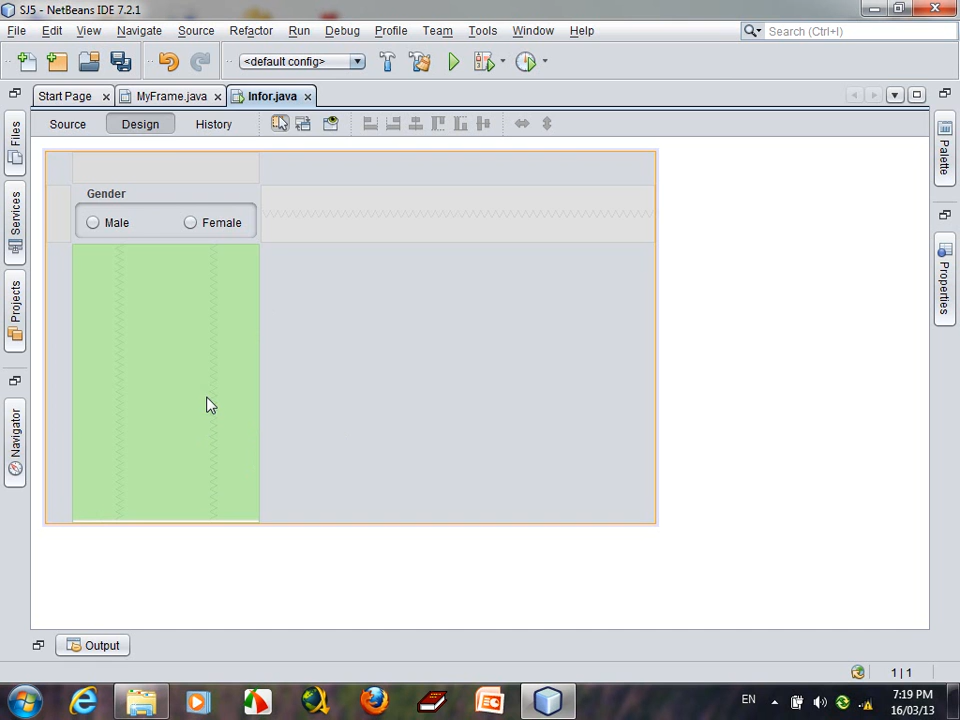 SJ5 - NetBeans IDE 7.2.1
File Edit View Navigate Source Refactor Run Debug Profile Team Tools Window Help
Search (Ctrl+I)
<default config>
Start Page MyFrame.java Infor.java
Source Design History
Files
Services
Projects
Navigator
Palette
Properties
Gender
Male Female
Output
1 | 1
EN
7:19 PM
16/03/13